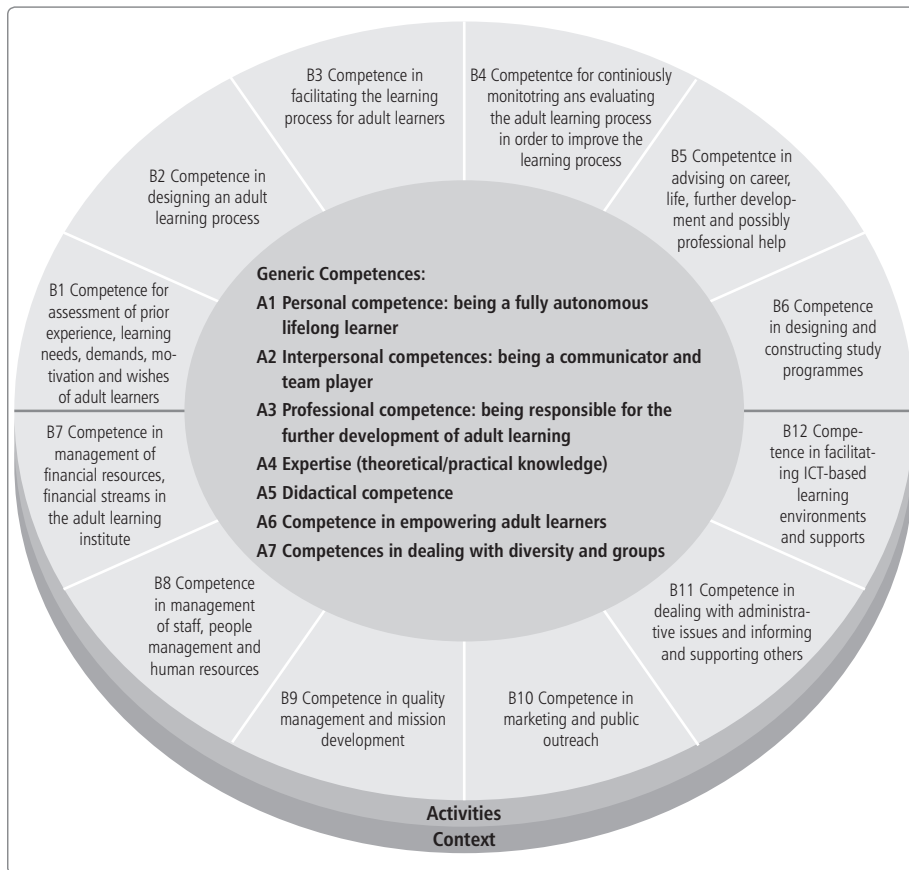 B3 Competence in
facilitating the learning
process for adult learners
B4 Competentce for continiously
monitotring ans evaluating
the adult learning process
in order to improve the
learning process
B2 Competence in
designing an adult
learning process
B5 Competentce in
advising on career,
life, further develop-
ment and possibly
professional help
B1 Competence for
assessment of prior
experience, learning
needs, demands, mo-
tivation and wishes
of adult learners
Generic Competences:
A1 Personal competence: being a fully autonomous
lifelong learner
A2 Interpersonal competences: being a communicator and
team player
A3 Professional competence: being responsible for the
further development of adult learning
A4 Expertise (theoretical/practical knowledge)
A5 Didactical competence
A6 Competence in empowering adult learners
A7 Competences in dealing with diversity and groups
B6 Competence
in designing and
constructing study
programmes
B7 Competence in
management of
financial resources,
financial streams in
the adult learning
institute
B12 Compe-
tence in facilitat-
ing ICT-based
learning
environments
and supports
B8 Competence
in management
of staff, people
management and
human resources
B11 Competence in
dealing with administra-
tive issues and informing
and supporting others
B9 Competence in quality
management and mission
development
B10 Competence in
marketing and public
outreach
Activities
Context